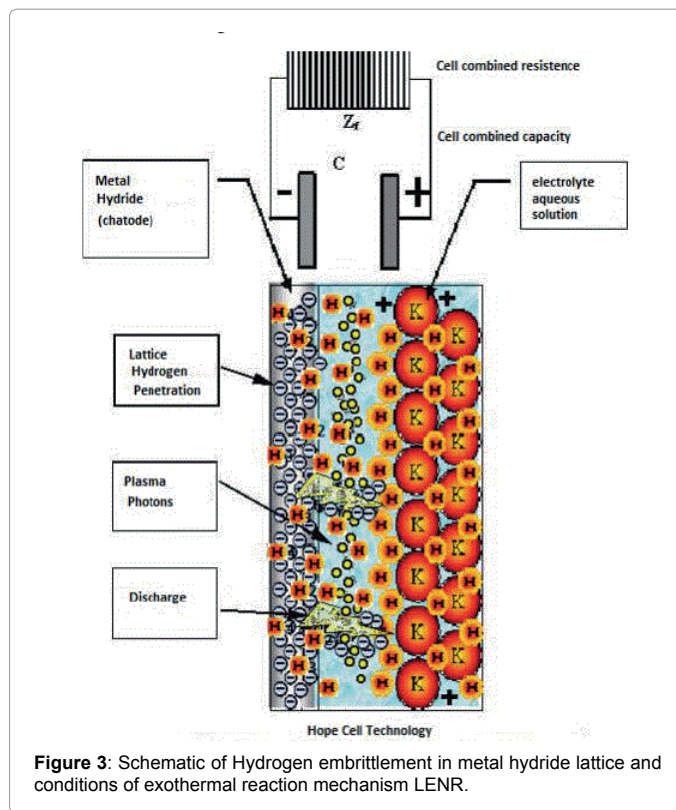 Cell combined resistence
Zf
Cell combined capacity
C
Metal
Hydride
(chatode)
- +
electrolyte
aqueous
solution
Lattice
Hydrogen
Penetration
Plasma
Photons
Discharge
H
K
H2
Hope Cell Technology
Figure 3: Schematic of Hydrogen embrittlement in metal hydride lattice and
conditions of exothermal reaction mechanism LENR.